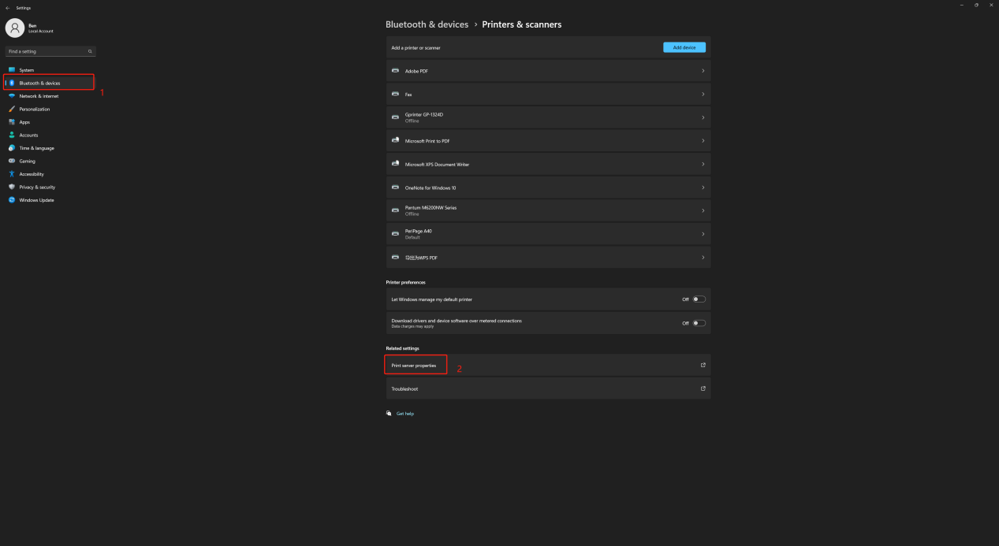 Settings
Ben
Local Account
Find a setting
System
Bluetooth & devices
1
Network & internet
Personalization
Apps
Accounts
Time & language
Gaming
Accessibility
Privacy & security
Windows Update
Bluetooth & devices › Printers & scanners
Add a printer or scanner
Add device
Adobe PDF
Fax
Gprinter GP-1324D
Offline
Microsoft Print to PDF
Microsoft XPS Document Writer
OneNote for Windows 10
Pantum M6200NW Series
Offline
PeriPage A40
Default
导出为WPS PDF
Printer preferences
Let Windows manage my default printer
Off
Download drivers and device software over metered connections
Off
Data charges may apply
Related settings
Print server properties
2
Troubleshoot
Get help